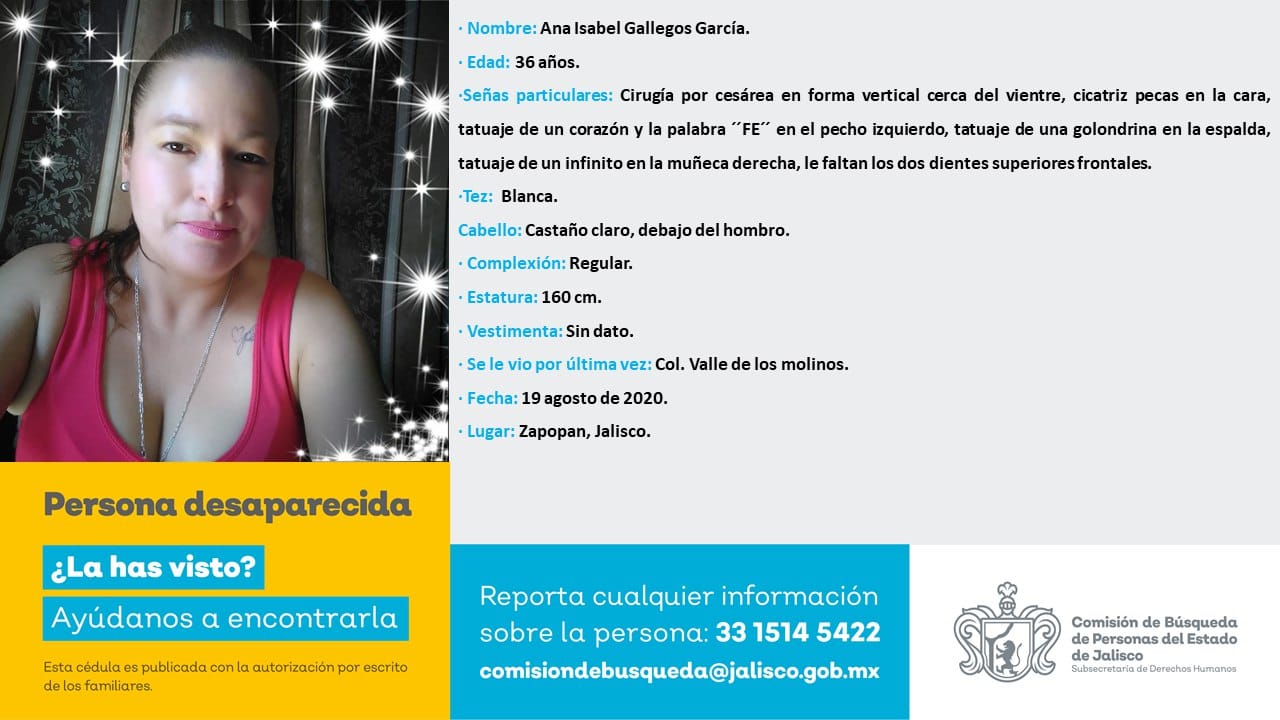 · Nombre: Ana Isabel Gallegos García.
· Edad: 36 años.
·Señas particulares: Cirugía por cesárea en forma vertical cerca del vientre, cicatriz pecas en la cara,
tatuaje de un corazón y la palabra ´´FE´´ en el pecho izquierdo, tatuaje de una golondrina en la espalda,
tatuaje de un infinito en la muñeca derecha, le faltan los dos dientes superiores frontales.
·Tez: Blanca.
Cabello: Castaño claro, debajo del hombro.
· Complexión: Regular.
· Estatura: 160 cm.
· Vestimenta: Sin dato.
· Se le vio por última vez: Col. Valle de los molinos.
· Fecha: 19 agosto de 2020.
· Lugar: Zapopan, Jalisco.
Persona desaparecida
¿La has visto?
Ayúdanos a encontrarla
Esta cédula es publicada con la autorización por escrito
de los familiares.
Reporta cualquier información
sobre la persona: 33 1514 5422
comisiondebusqueda@jalisco.gob.mx
Comisión de Búsqueda
de Personas del Estado
de Jalisco
Subsecretaría de Derechos Humanos